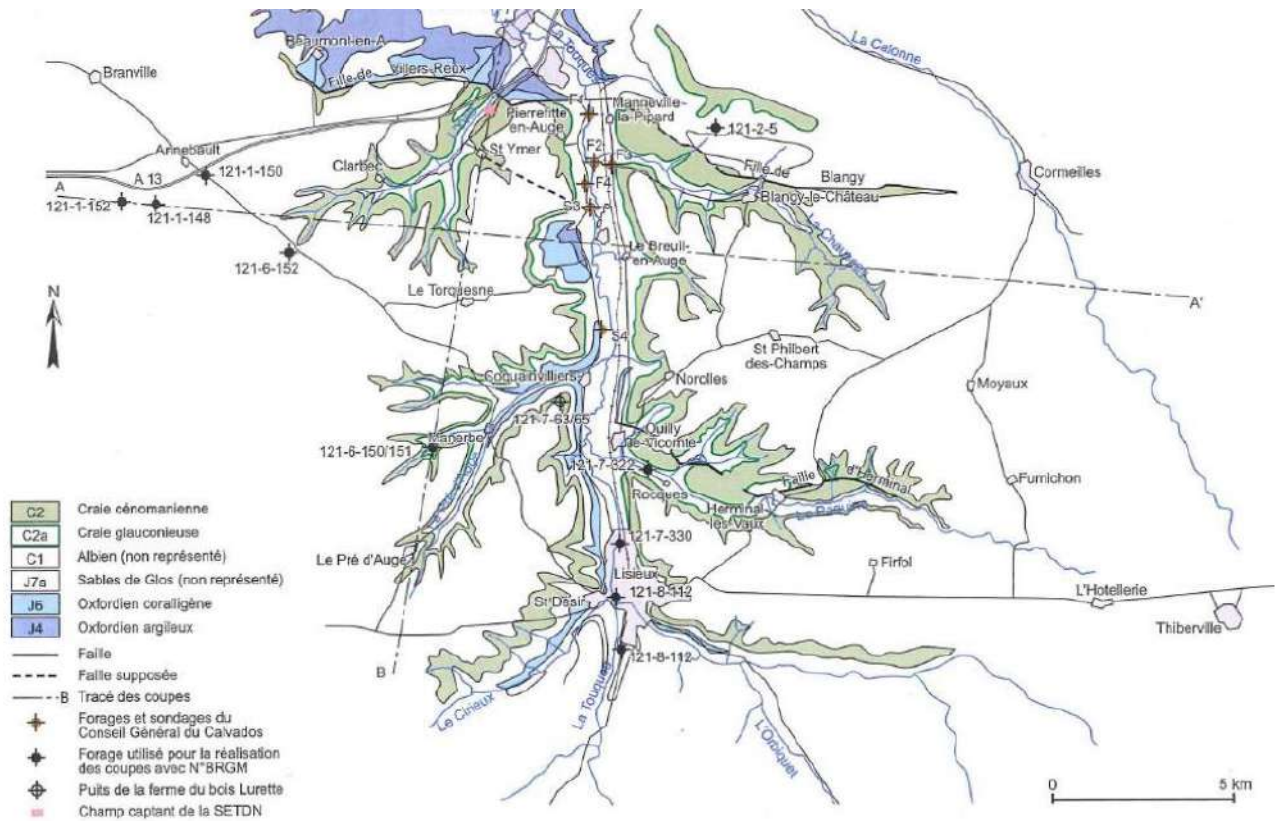 La Calonne
Beaumont-en-A
La Touques
Branville
Faille de
Villers-Reux
F1
Manneville-
la-Pipard
Pierrefitte
en-Auge
121-2-5
Annebault
St Ymer
F2
F3
Clarbec
Faille de
Blangy
Cormeilles
A
A 13
121-1-150
F4
Blangy-le-Château
121-1-152
121-1-148
S3
La Chaussey
Le Breuil-
en-Auge
121-6-152
N
Le Torquesne
A'
S4
St Philbert
des-Champs
Coquainvilliers
Norolles
Moyaux
121-7-63/65
Manerbe
Ouilly
le-Vicomte
121-6-150/151
121-7-322
Rocques
Faille
d'Herminal
Fumichon
Herminal
les Vaux
Le Paquine
121-7-330
Le Pré d'Auge
Lisieux
Firfol
St Désir
121-8-112
L'Hotellerie
Thiberville
121-8-112
B
Le Cirieux
La Touques
L'Orbiquet
C2 Craie cénomanienne
C2a Craie glauconieuse
C1 Albien (non représenté)
J7a Sables de Glos (non représenté)
J6 Oxfordien coralligène
J4 Oxfordien argileux
Faille
Faille supposée
B Tracé des coupes
Forages et sondages du
Conseil Général du Calvados
Forage utilisé pour la réalisation
des coupes avec N°BRGM
Puits de la ferme du bois Lurette
Champ captant de la SETDN
0 5 km